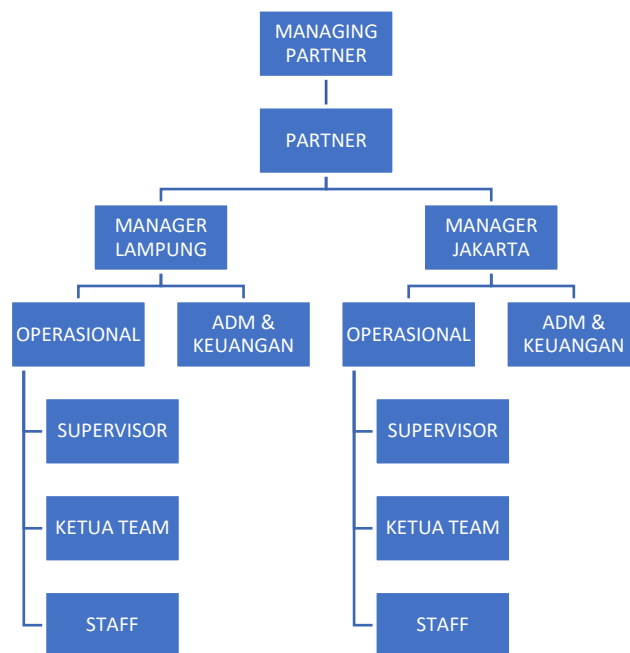 MANAGING
PARTNER
PARTNER
MANAGER
LAMPUNG
MANAGER
JAKARTA
OPERASIONAL
ADM &
KEUANGAN
OPERASIONAL
ADM &
KEUANGAN
SUPERVISOR
SUPERVISOR
KETUA TEAM
KETUA TEAM
STAFF
STAFF